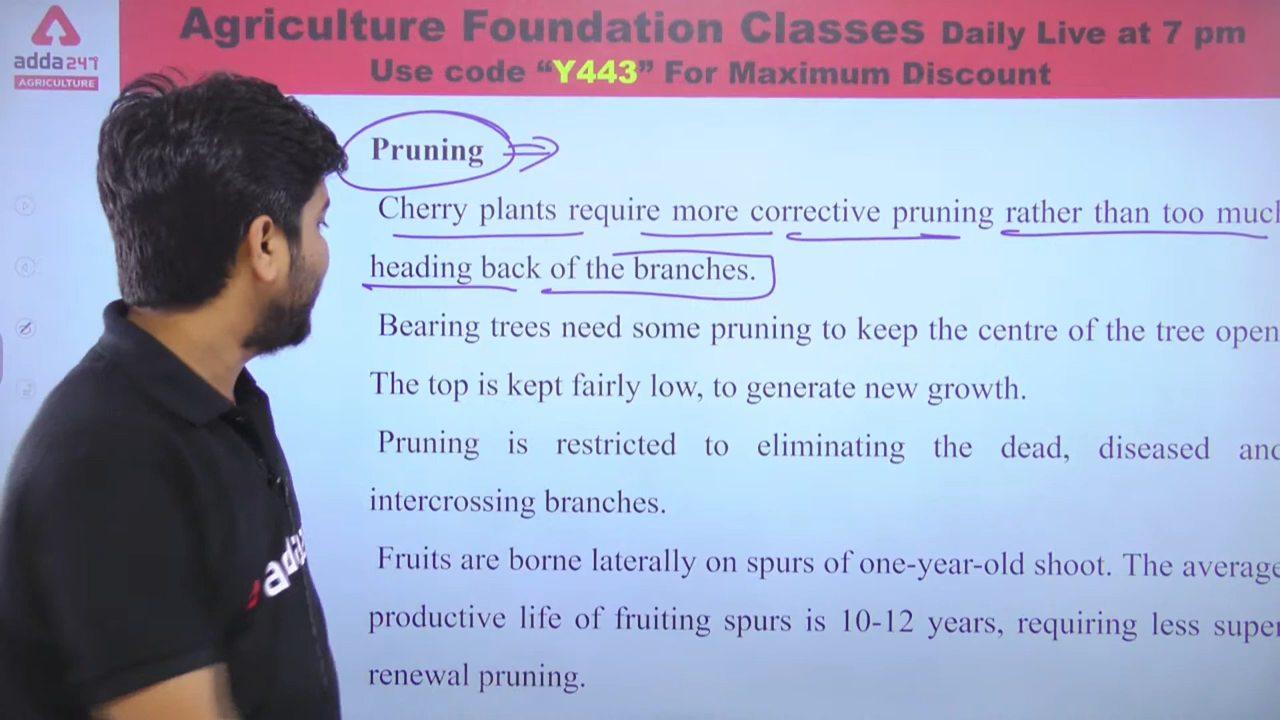 Agriculture Foundation Classes Daily Live at 7 pm
adda247
AGRICULTURE
Use code “Y443” For Maximum Discount
Pruning
Cherry plants require more corrective pruning rather than too much
heading back of the branches.
Bearing trees need some pruning to keep the centre of the tree open
The top is kept fairly low, to generate new growth.
Pruning is restricted to eliminating the dead, diseased and
intercrossing branches.
Fruits are borne laterally on spurs of one-year-old shoot. The average
productive life of fruiting spurs is 10-12 years, requiring less super
renewal pruning.